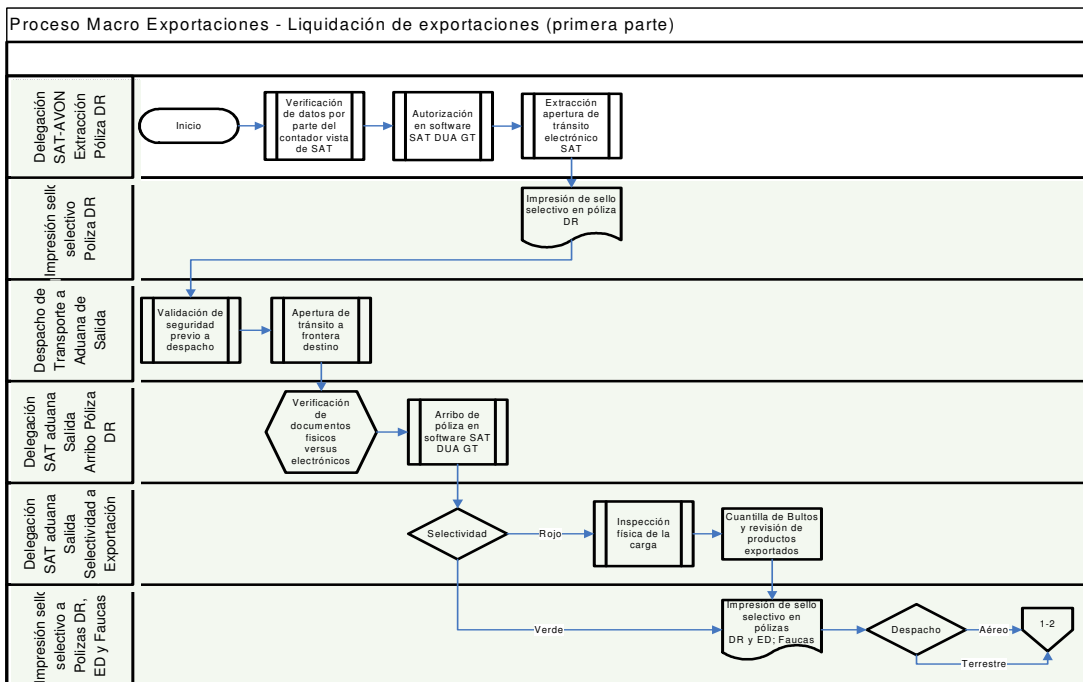 Proceso Macro Exportaciones - Liquidación de exportaciones (primera parte)
Delegación
SAT-AVON
Extracción
Póliza DR
Inicio
Verificación
de datos por
parte del
contador vista
de SAT
Autorización
en software
SAT DUA GT
Extracción
apertura de
tránsito
electrónico
SAT
Impresión sello
selectivo
Poliza DR
Impresión de sello
selectivo en póliza
DR
Despacho de
Transporte a
Aduana de
Salida
Validación de
seguridad
previo a
despacho
Apertura de
tránsito a
frontera
destino
Delegación
SAT aduana
Salida
Arribo Póliza
DR
Verificación
de
documentos
fisicos
versus
electrónicos
Arribo de
póliza en
software SAT
DUA GT
Delegación
SAT aduana
Salida
Selectividad a
Exportación
Selectividad
Rojo
Inspección
física de la
carga
Cuantilla de Bultos
y revisión de
productos
exportados
Impresión sello
selectivo a
Polizas DR,
ED y Faucas
Verde
Impresión de sello
selectivo en
pólizas
DR y ED; Faucas
Despacho
Aéreo
Terrestre
1-2